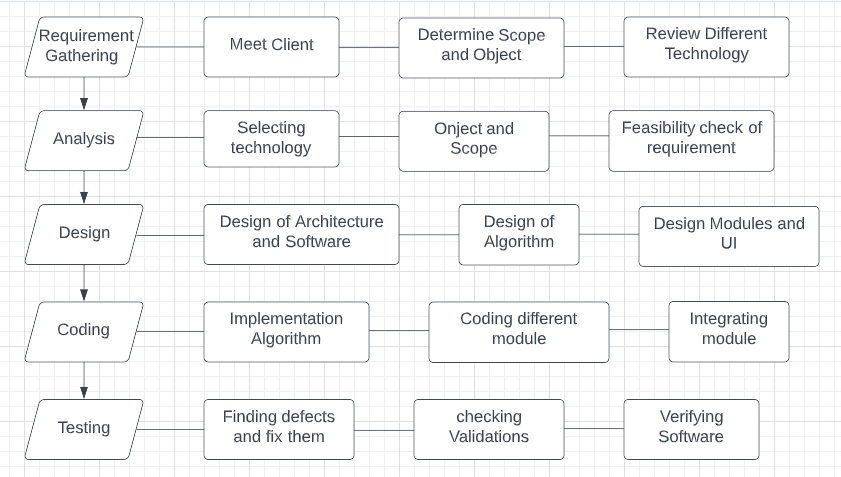 Requirement
Gathering
Meet Client
Determine Scope
and Object
Review Different
Technology
Analysis
Selecting
technology
Onject and
Scope
Feasibility check of
requirement
Design
Design of Architecture
and Software
Design of
Algorithm
Design Modules and
UI
Coding
Implementation
Algorithm
Coding different
module
Integrating
module
Testing
Finding defects
and fix them
checking
Validations
Verifying
Software